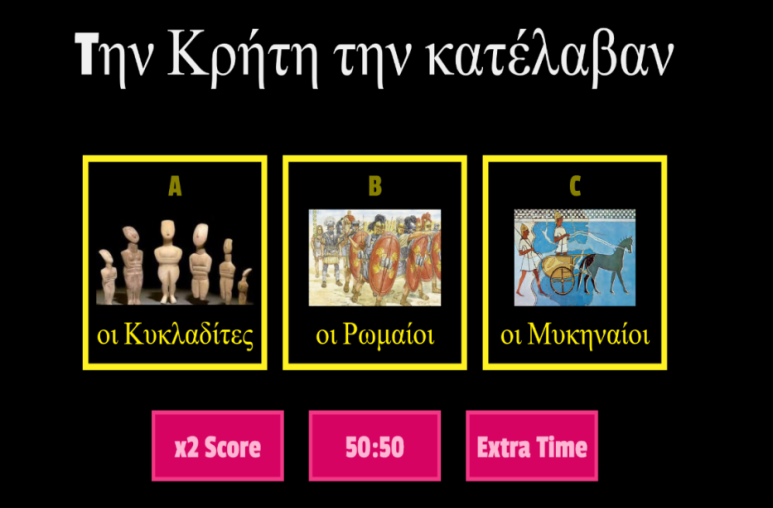 Την Κρήτη την κατέλαβαν
A
B
C
οι Κυκλαδίτες
οι Ρωμαίοι
οι Μυκηναίοι
x2 Score
50:50
Extra Time